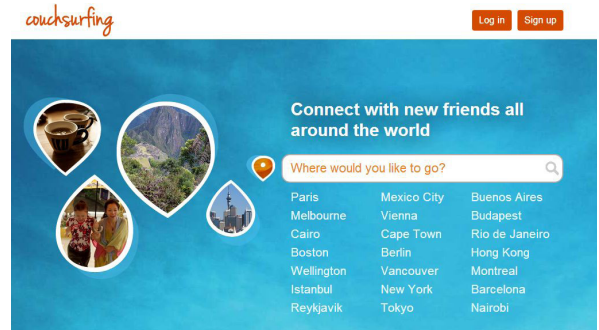 couchsurfing
Log in Sign up
Connect with new friends all
around the world
Where would you like to go?
Paris Mexico City Buenos Aires
Melbourne Vienna Budapest
Cairo Cape Town Rio de Janeiro
Boston Berlin Hong Kong
Wellington Vancouver Montreal
Istanbul New York Barcelona
Reykjavik Tokyo Nairobi